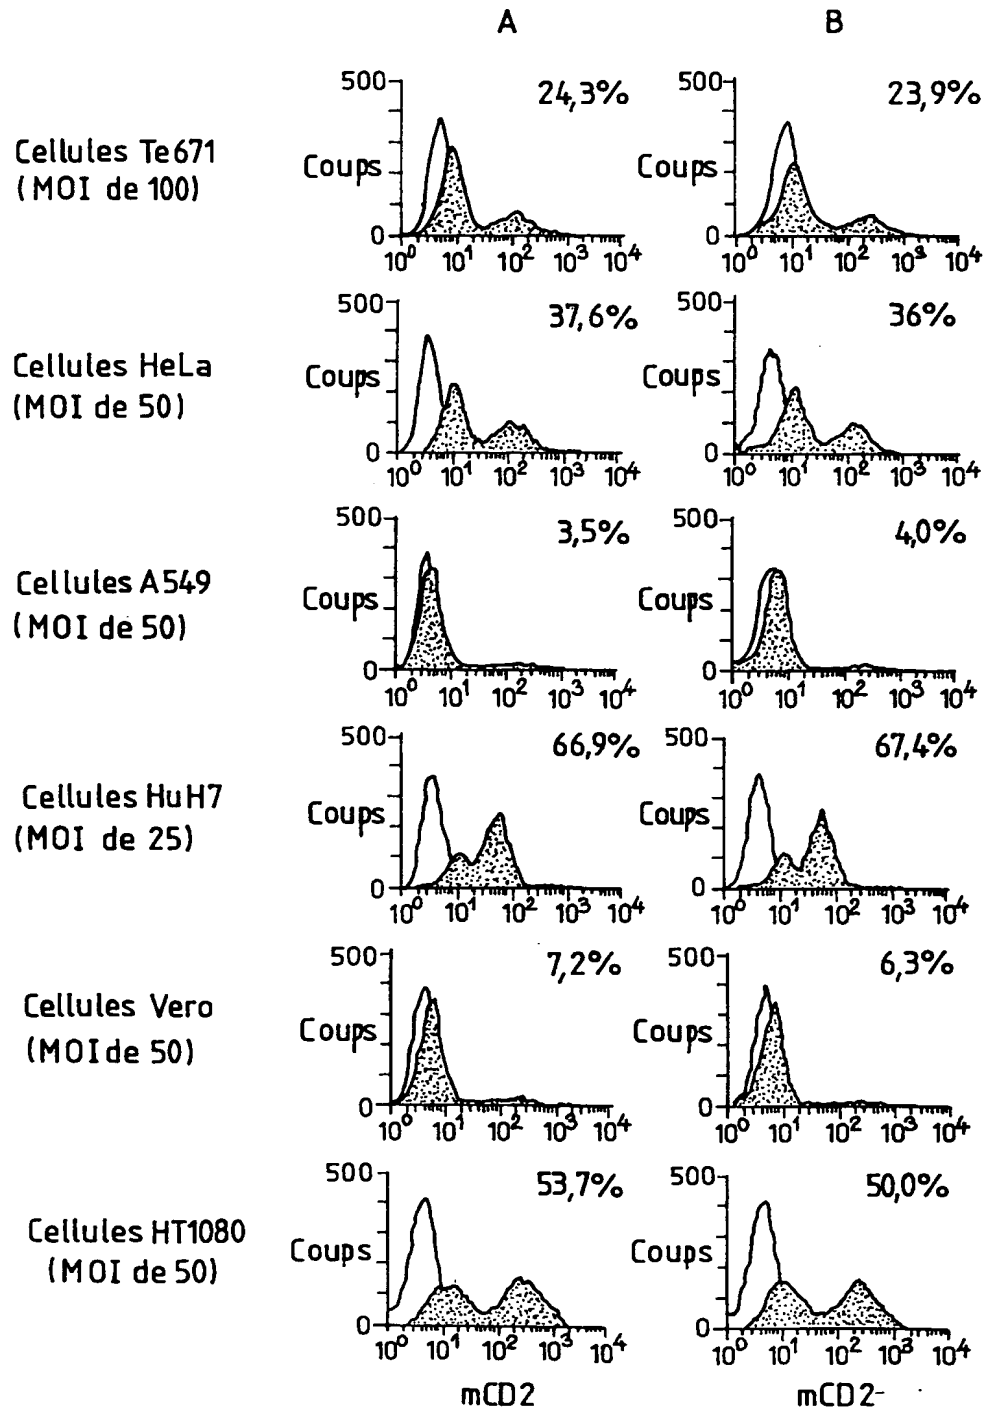 A B
500 24,3% 500 23,9%
Cellules Te671
(MOI de 100)
Coups Coups
0 0
10⁰ 10¹ 10² 10³ 10⁴ 10⁰ 10¹ 10² 10³ 10⁴
500 37,6% 500 36%
Cellules HeLa
(MOI de 50)
Coups Coups
0 0
10⁰ 10¹ 10² 10³ 10⁴ 10⁰ 10¹ 10² 10³ 10⁴
500 3,5% 500 4,0%
Cellules A549
(MOI de 50)
Coups Coups
0 0
10⁰ 10¹ 10² 10³ 10⁴ 10⁰ 10¹ 10² 10³ 10⁴
500 66,9% 500 67,4%
Cellules HuH7
(MOI de 25)
Coups Coups
0 0
10⁰ 10¹ 10² 10³ 10⁴ 10⁰ 10¹ 10² 10³ 10⁴
500 7,2% 500 6,3%
Cellules Vero
(MOI de 50)
Coups Coups
0 0
10⁰ 10¹ 10² 10³ 10⁴ 10⁰ 10¹ 10² 10³ 10⁴
500 53,7% 500 50,0%
Cellules HT1080
(MOI de 50)
Coups Coups
0 0
10⁰ 10¹ 10² 10³ 10⁴ 10⁰ 10¹ 10² 10³ 10⁴
mCD2 mCD2-